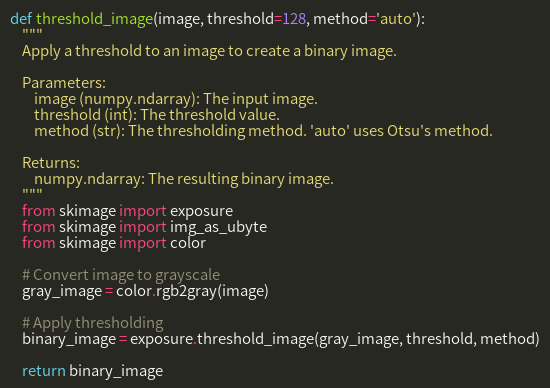 def threshold_image(image, threshold=128, method='auto'):
"""
Apply a threshold to an image to create a binary image.
Parameters:
image (numpy.ndarray): The input image.
threshold (int): The threshold value.
method (str): The thresholding method. 'auto' uses Otsu's method.
Returns:
numpy.ndarray: The resulting binary image.
"""
from skimage import exposure
from skimage import img_as_ubyte
from skimage import color
# Convert image to grayscale
gray_image = color.rgb2gray(image)
# Apply thresholding
binary_image = exposure.threshold_image(gray_image, threshold, method)
return binary_image